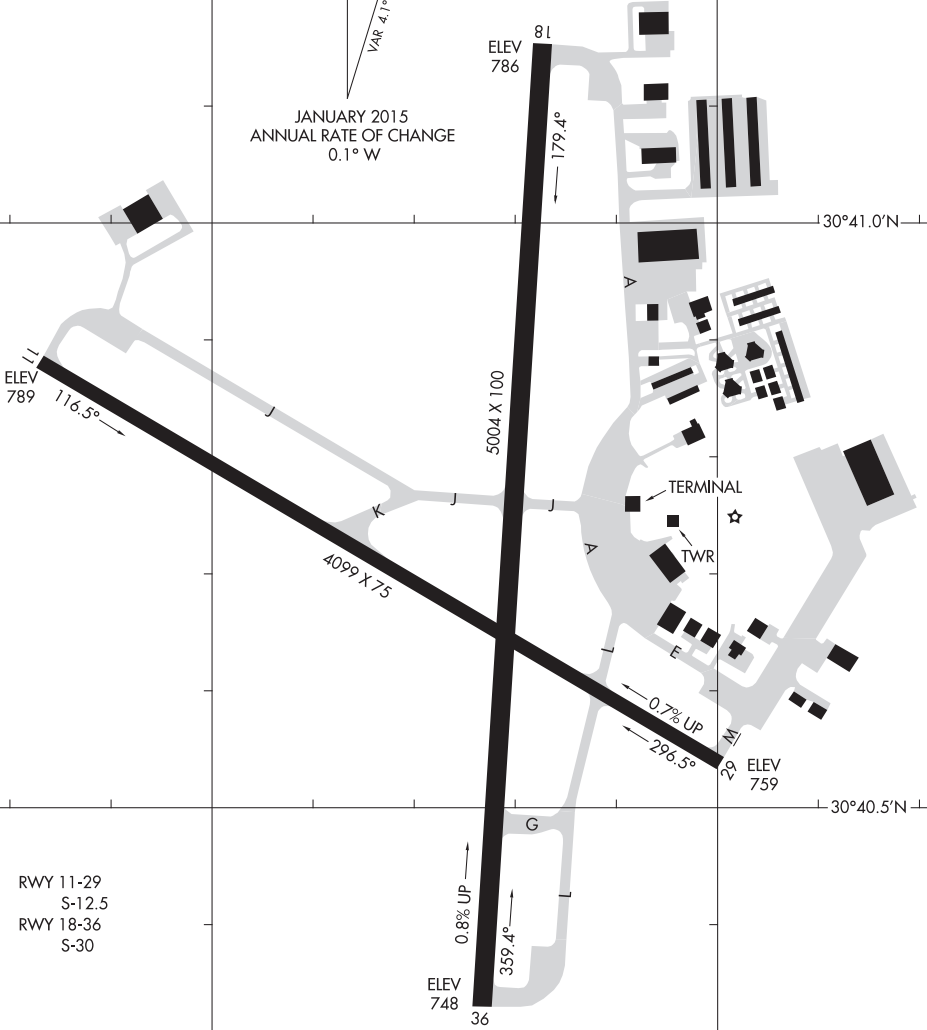 VAR 4.1°
JANUARY 2015
ANNUAL RATE OF CHANGE
0.1° W
18
ELEV
786
179.4°
30°41.0'N
A
11
ELEV
789
116.5°
J
5004 X 100
K
J
J
TERMINAL
TWR
A
4099 X 75
L
E
0.7% UP
296.5°
M
29
ELEV
759
30°40.5'N
G
L
0.8% UP
359.4°
RWY 11-29
S-12.5
RWY 18-36
S-30
ELEV
748
36